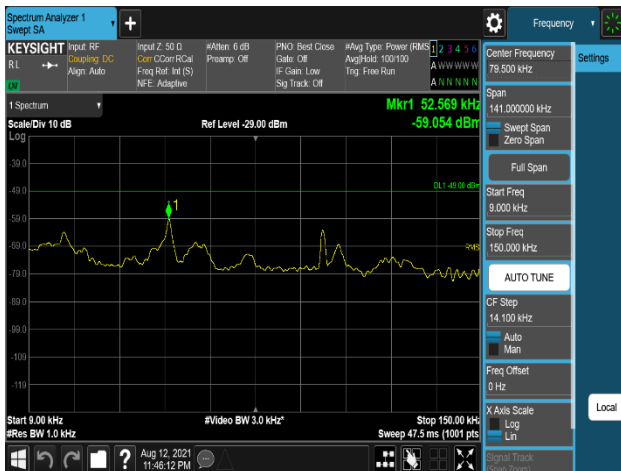 Spectrum Analyzer 1
Swept SA
+
Frequency
KEYSIGHT
Input: RF
Coupling: DC
Align: Auto
Input Z: 50 Ω
Corr CCorr RCal
Freq Ref: Int (S)
NFE: Adaptive
#Atten: 6 dB
Preamp: Off
PNO: Best Close
Gate: Off
IF Gain: Low
Sig Track: Off
#Avg Type: Power (RMS
Avg|Hold: 100/100
Trig: Free Run
1 2 3 4 5 6
A W W W W W
A N N N N N
R L
LXI
1 Spectrum
Scale/Div 10 dB
Log
Ref Level -29.00 dBm
Mkr1 52.569 kHz
-59.054 dBm
-39.0
-49.0
DL1 -49.00 dBm
1
-59.0
-69.0
RMS
-79.0
-89.0
-99.0
-109
-119
Start 9.00 kHz
#Res BW 1.0 kHz
#Video BW 3.0 kHz*
Stop 150.00 kHz
Sweep 47.5 ms (1001 pts
?
Aug 12, 2021
11:46:12 PM
Center Frequency
79.500 kHz
Settings
Span
141.000000 kHz
Swept Span
Zero Span
Full Span
Start Freq
9.000 kHz
Stop Freq
150.000 kHz
AUTO TUNE
CF Step
14.100 kHz
Auto
Man
Freq Offset
0 Hz
X Axis Scale
Log
Lin
Local
Signal Track
(Span Zoom)